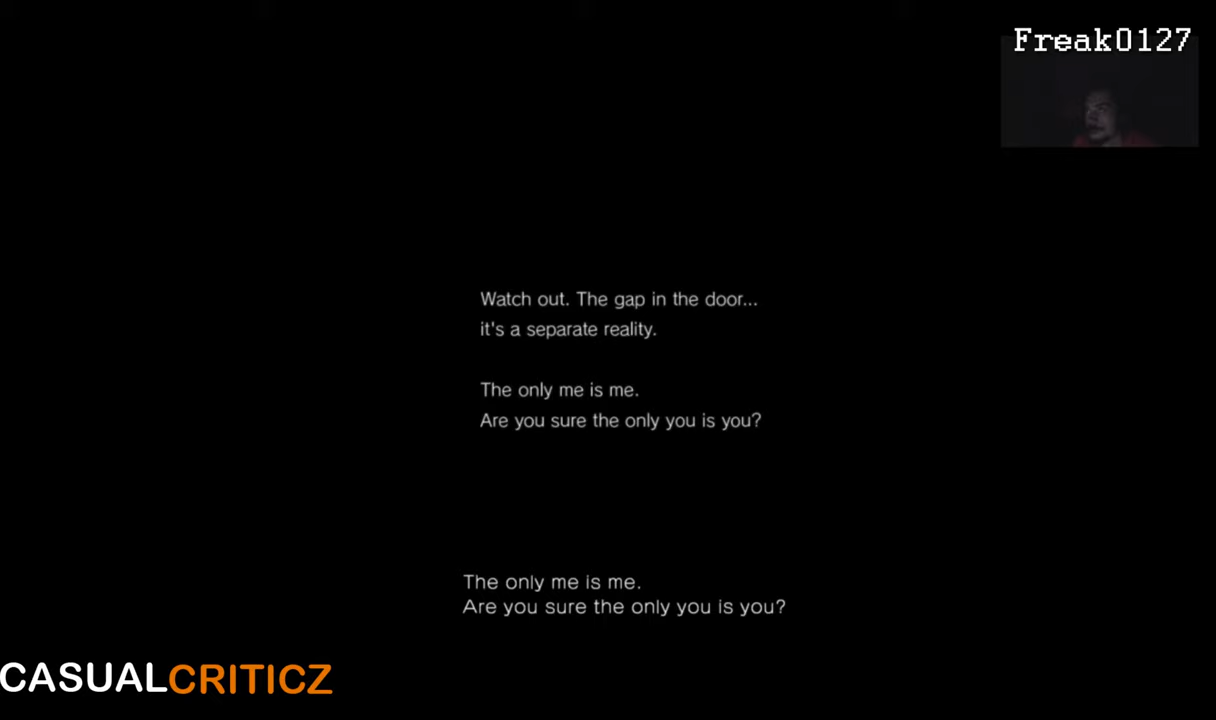 Freak0127
Watch out. The gap in the door...
it's a separate reality.
The only me is me.
Are you sure the only you is you?
The only me is me.
Are you sure the only you is you?
CASUALCRITICZ